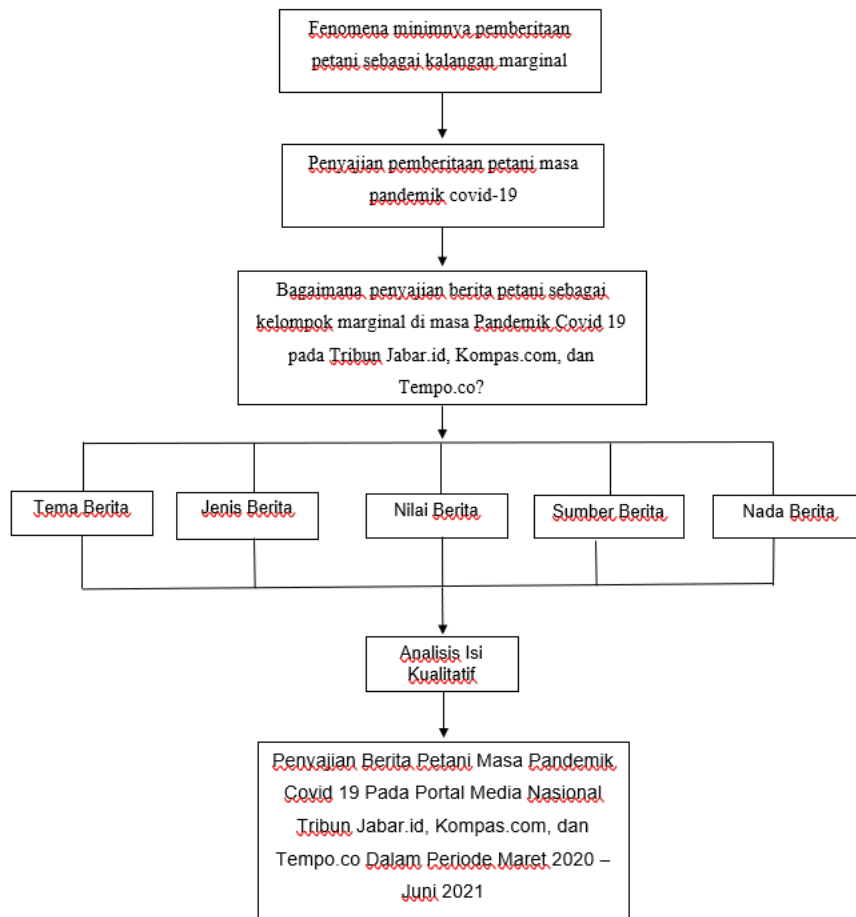 Fenomena minimnya pemberitaan
petani sebagai kalangan marginal
Penyajian pemberitaan petani masa
pandemik covid-19
Bagaimana penyajian berita petani sebagai
kelompok marginal di masa Pandemik Covid 19
pada Tribun Jabar.id, Kompas.com, dan
Tempo.co?
Tema Berita
Jenis Berita
Nilai Berita
Sumber Berita
Nada Berita
Analisis Isi
Kualitatif
Penyajian Berita Petani Masa Pandemik
Covid 19 Pada Portal Media Nasional
Tribun Jabar.id, Kompas.com, dan
Tempo.co Dalam Periode Maret 2020 –
Juni 2021